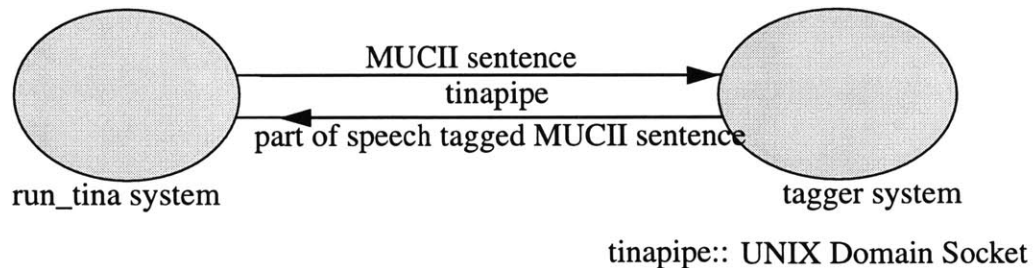 MUCII sentence
tinapipe
part of speech tagged MUCII sentence
run_tina system
tagger system
tinapipe:: UNIX Domain Socket